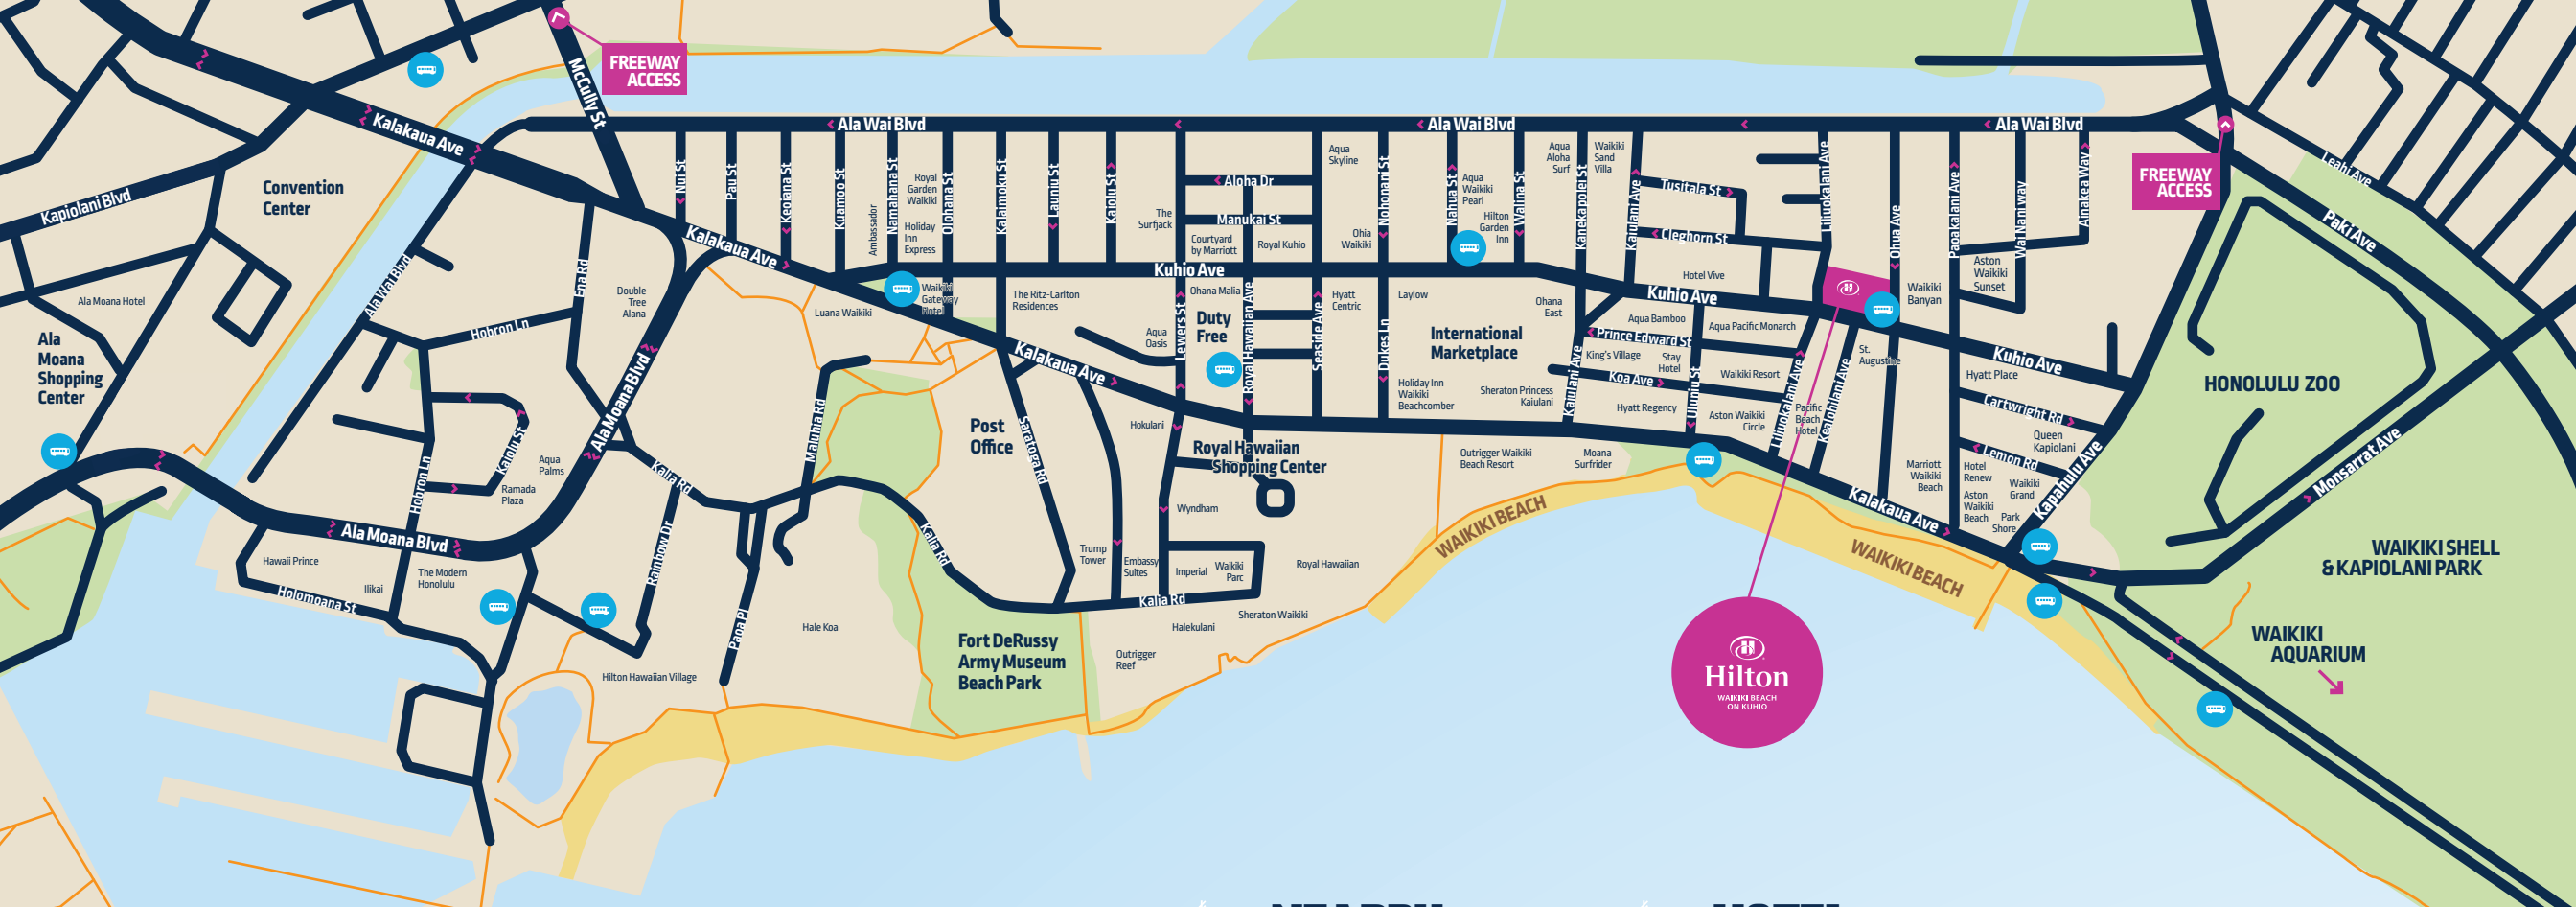 FREEWAY
ACCESS
McCully St
Kalakaua Ave
Kapiolani Blvd
Convention
Center
Ala Moana Hotel
Ala
Moana
Shopping
Center
Ala Wai Blvd
Ala Wai Blvd
Ala Wai Blvd
Ala Wai Blvd
Ena Rd
Hobron Ln
Double
Tree
Alana
Nui St
Pau St
Keoniana St
Kuamoo St
Namahana St
Olohana St
Kalaimoku St
Launiu St
Kaiolu St
Ambassador
Royal
Garden
Waikiki
Holiday
Inn
Express
The
Surfjack
Aloha Dr
Manukai St
Courtyard
by Marriott
Royal Kuhio
Aqua
Skyline
Ohia
Waikiki
Nohonani St
Nahua St
Walina St
Kanekapolei St
Kaiulani Ave
Aqua
Waikiki
Pearl
Hilton
Garden
Inn
Aqua
Aloha
Surf
Waikiki
Sand
Villa
Tusitala St
Cleghorn St
Liliuokalani Ave
Ohua Ave
Paoakalani Ave
Wai Nani way
Ainakea Way
FREEWAY
ACCESS
Leahi Ave
Paki Ave
Kalakaua Ave
Kuhio Ave
Luana Waikiki
Waikiki
Gateway
Hotel
The Ritz-Carlton
Residences
Aqua
Oasis
Kalakaua Ave
Lewers St
Ohana Malia
Duty
Free
Royal Hawaiian Ave
Seaside Ave
Hyatt
Centric
Dukes Ln
Laylow
International
Marketplace
Ohana
East
Hotel Vive
Kuhio Ave
Aqua Bamboo
Aqua Pacific Monarch
Prince Edward St
King's Village
Stay
Hotel
Koa Ave
Waikiki Resort
Kaiulani Ave
Uluniu St
Liliuokalani Ave
Kealohilani Ave
Holiday Inn
Waikiki
Beachcomber
Sheraton Princess
Kaiulani
Hyatt Regency
Aston Waikiki
Circle
Pacific
Beach
Hotel
St.
Augustine
Waikiki
Banyan
Aston
Waikiki
Sunset
Kuhio Ave
Hyatt Place
Cartwright Rd
Queen
Kapiolani
Lemon Rd
Marriott
Waikiki
Beach
Hotel
Renew
Aston
Waikiki
Beach
Waikiki
Grand
Park
Shore
Kapahulu Ave
HONOLULU ZOO
Monsarrat Ave
Kaiolu St
Aqua
Palms
Ramada
Plaza
Hobron Ln
Ala Moana Blvd
Ala Moana Blvd
Kalia Rd
Maluhia Rd
Post
Office
Saratoga Rd
Hokulani
Royal Hawaiian
Shopping Center
Wyndham
Outrigger Waikiki
Beach Resort
Moana
Surfrider
WAIKIKI BEACH
WAIKIKI BEACH
Kalakaua Ave
Hawaii Prince
Holomoana St
Ilikai
The Modern
Honolulu
Rainbow Dr
Paoa Pl
Hale Koa
Hilton Hawaiian Village
Kalia Rd
Fort DeRussy
Army Museum
Beach Park
Trump
Tower
Embassy
Suites
Imperial
Waikiki
Parc
Kalia Rd
Royal Hawaiian
Sheraton Waikiki
Halekulani
Outrigger
Reef
Hilton
WAIKIKI BEACH
ON KUHIO
WAIKIKI SHELL
& KAPIOLANI PARK
WAIKIKI
AQUARIUM